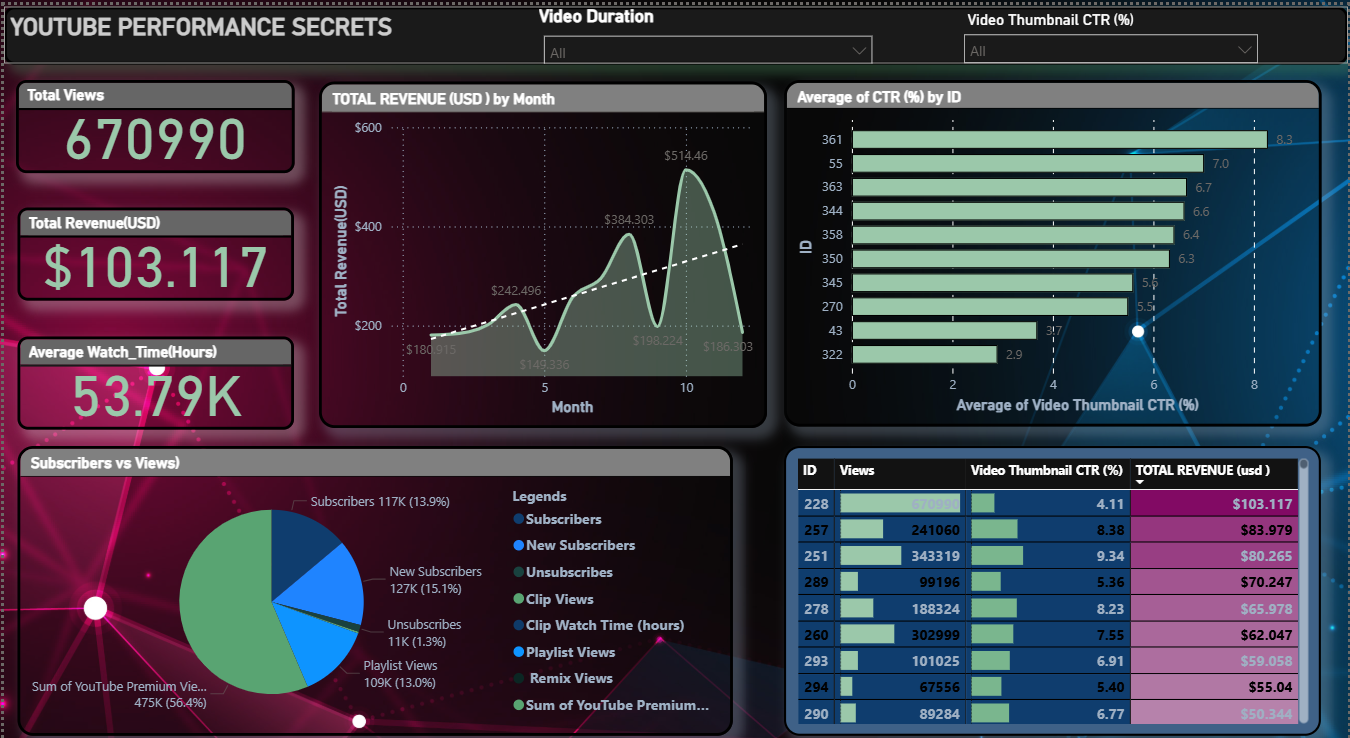 YOUTUBE PERFORMANCE SECRETS
Video Duration
All
Video Thumbnail CTR (%)
All
Total Views
670990
Total Revenue(USD)
$103.117
Average Watch_Time(Hours)
53.79K
TOTAL REVENUE (USD ) by Month
Total Revenue(USD)
$600
$400
$200
$180.915
$242.496
$149.336
$384.303
$198.224
$514.46
$186.303
0 5 10
Month
Average of CTR (%) by ID
ID
361 8.3
55 7.0
363 6.7
344 6.6
358 6.4
350 6.3
345 5.6
270 5.5
43 3.7
322 2.9
0 2 4 6 8
Average of Video Thumbnail CTR (%)
Subscribers vs Views)
Subscribers 117K (13.9%)
New Subscribers
127K (15.1%)
Unsubscribes
11K (1.3%)
Playlist Views
109K (13.0%)
Sum of YouTube Premium Vie...
475K (56.4%)
Legends
Subscribers
New Subscribers
Unsubscribes
Clip Views
Clip Watch Time (hours)
Playlist Views
Remix Views
Sum of YouTube Premium...
ID Views Video Thumbnail CTR (%) TOTAL REVENUE (usd )
228 670990 4.11 $103.117
257 241060 8.38 $83.979
251 343319 9.34 $80.265
289 99196 5.36 $70.247
278 188324 8.23 $65.978
260 302999 7.55 $62.047
293 101025 6.91 $59.058
294 67556 5.40 $55.04
290 89284 6.77 $50.344